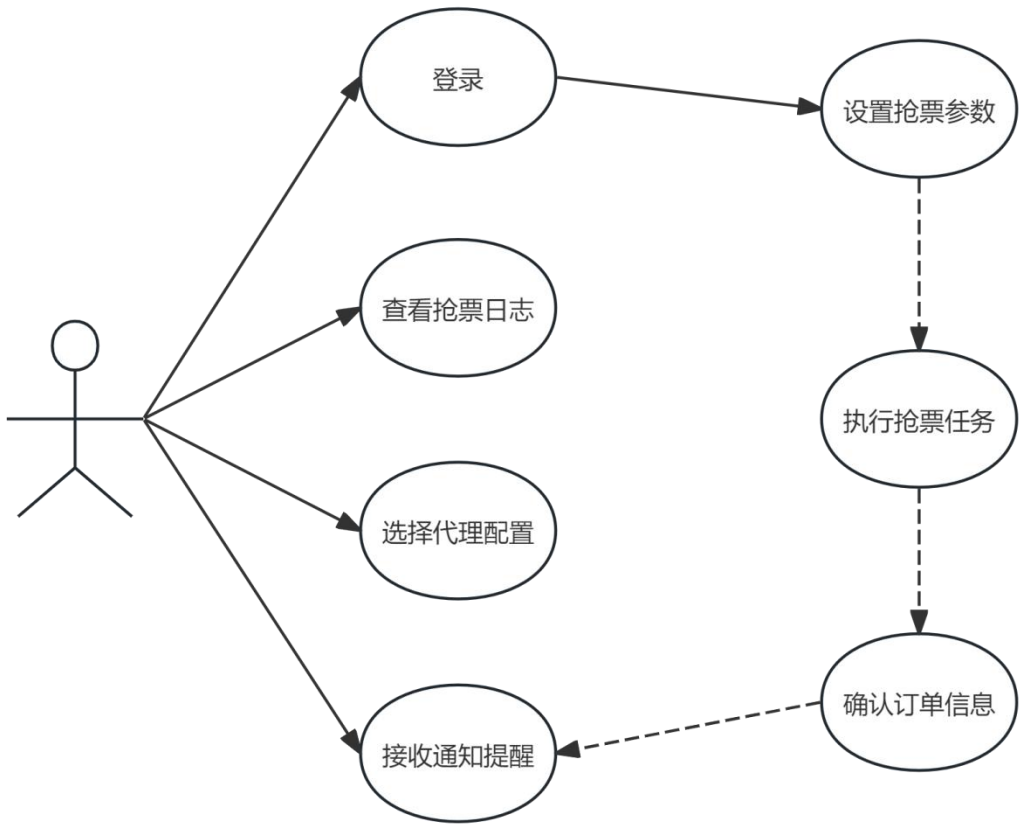 登录
设置抢票参数
查看抢票日志
执行抢票任务
选择代理配置
确认订单信息
接收通知提醒